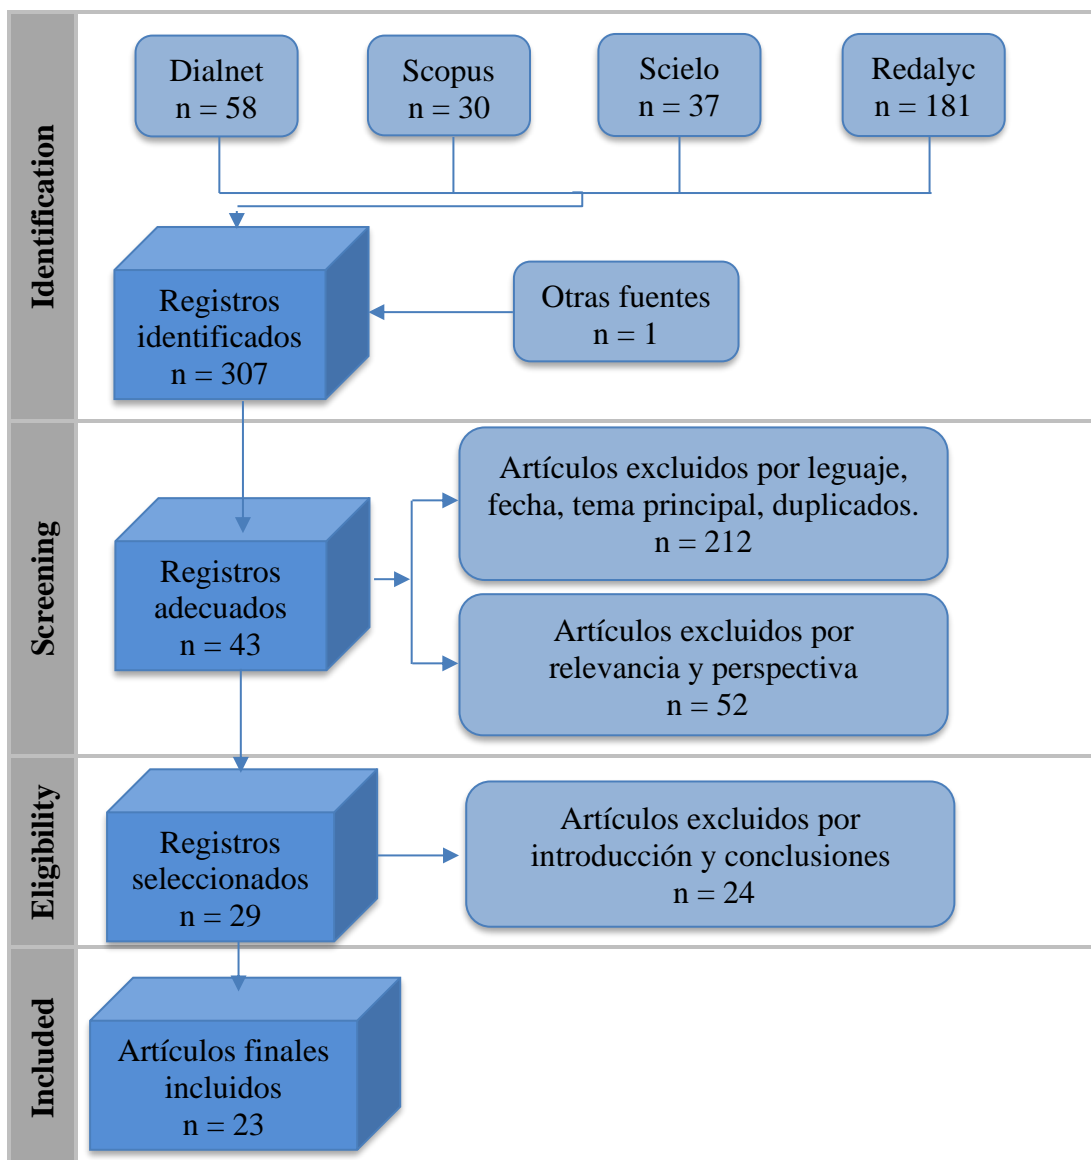 Identification
Dialnet
n = 58
Scopus
n = 30
Scielo
n = 37
Redalyc
n = 181
Registros
identificados
n = 307
Otras fuentes
n = 1
Screening
Registros
adecuados
n = 43
Artículos excluidos por leguaje,
fecha, tema principal, duplicados.
n = 212
Artículos excluidos por
relevancia y perspectiva
n = 52
Eligibility
Registros
seleccionados
n = 29
Artículos excluidos por
introducción y conclusiones
n = 24
Included
Artículos finales
incluidos
n = 23